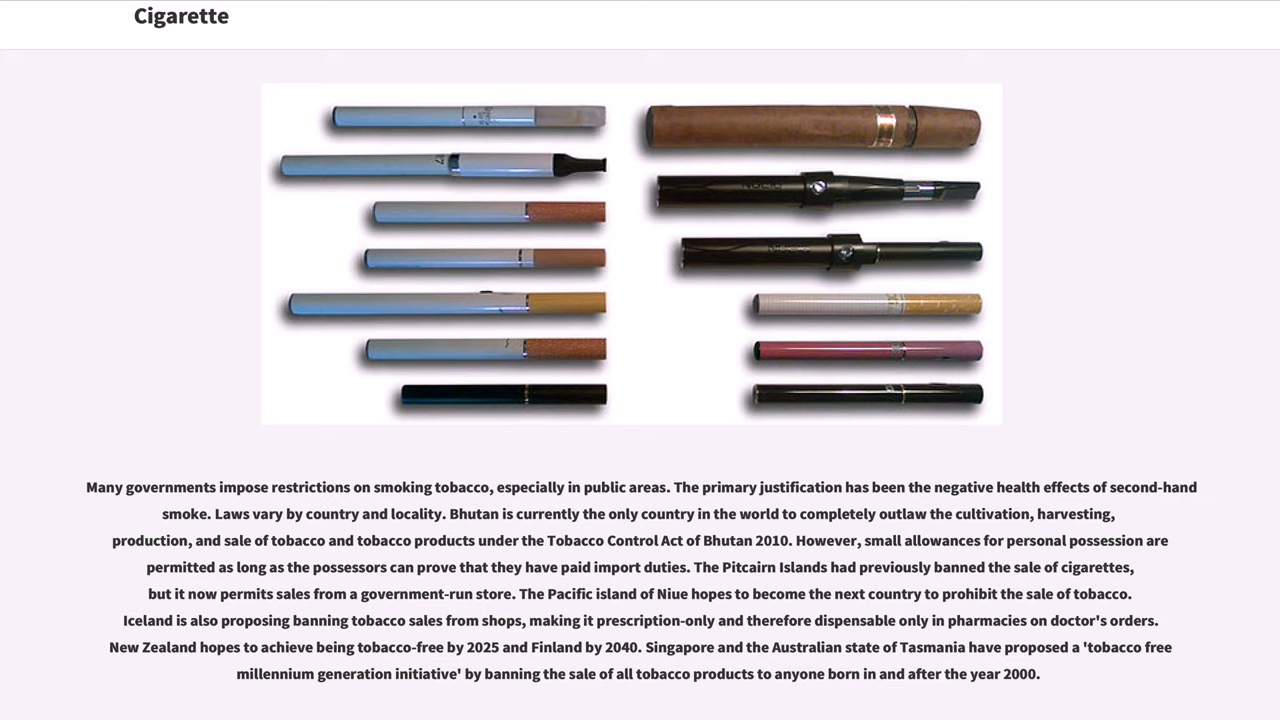 Cigarette
Many governments impose restrictions on smoking tobacco, especially in public areas. The primary justification has been the negative health effects of second-hand
smoke. Laws vary by country and locality. Bhutan is currently the only country in the world to completely outlaw the cultivation, harvesting,
production, and sale of tobacco and tobacco products under the Tobacco Control Act of Bhutan 2010. However, small allowances for personal possession are
permitted as long as the possessors can prove that they have paid import duties. The Pitcairn Islands had previously banned the sale of cigarettes,
but it now permits sales from a government-run store. The Pacific island of Niue hopes to become the next country to prohibit the sale of tobacco.
Iceland is also proposing banning tobacco sales from shops, making it prescription-only and therefore dispensable only in pharmacies on doctor's orders.
New Zealand hopes to achieve being tobacco-free by 2025 and Finland by 2040. Singapore and the Australian state of Tasmania have proposed a 'tobacco free
millennium generation initiative' by banning the sale of all tobacco products to anyone born in and after the year 2000.